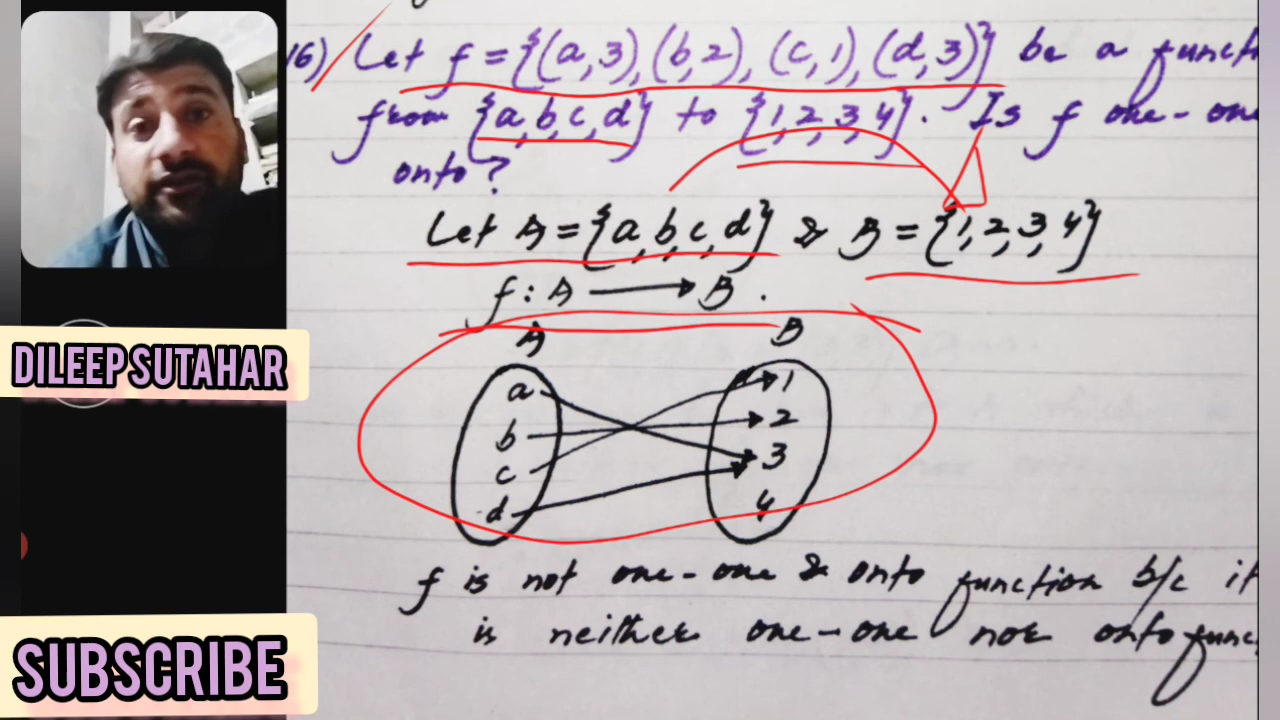 16) Let f = {(a,3), (b,2), (c,1), (d,3)} be a
from {a,b,c,d} to {1,2,3,4}. Is f one-one
onto?
Let A = {a,b,c,d} & B = {1,2,3,4}
f : A → B.
A B
a 1
b 2
c 3
d 4
f is not one-one & onto function b/c it
is neither one-one nor onto
DILEEP SUTAHAR
SUBSCRIBE